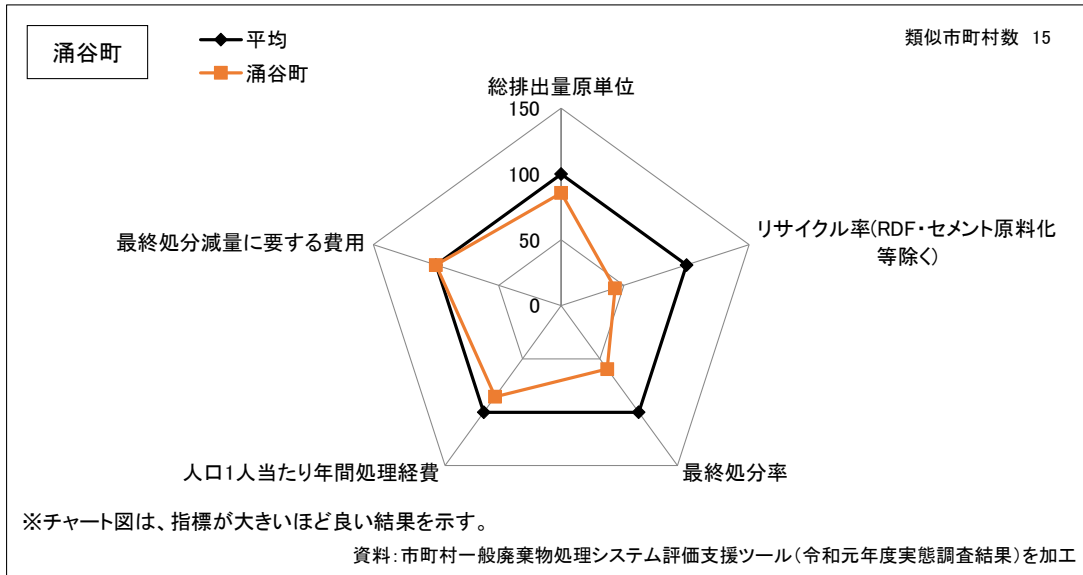 涌谷町
平均
涌谷町
類似市町村数 15
総排出量原単位
150
100
50
0
リサイクル率(RDF・セメント原料化
等除く)
最終処分減量に要する費用
人口1人当たり年間処理経費
最終処分率
※チャート図は、指標が大きいほど良い結果を示す。
資料:市町村一般廃棄物処理システム評価支援ツール(令和元年度実態調査結果)を加工